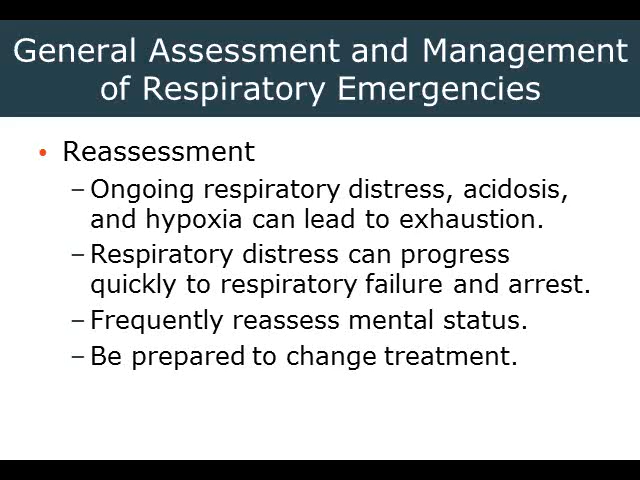 General Assessment and Management
of Respiratory Emergencies
• Reassessment
– Ongoing respiratory distress, acidosis,
and hypoxia can lead to exhaustion.
– Respiratory distress can progress
quickly to respiratory failure and arrest.
– Frequently reassess mental status.
– Be prepared to change treatment.